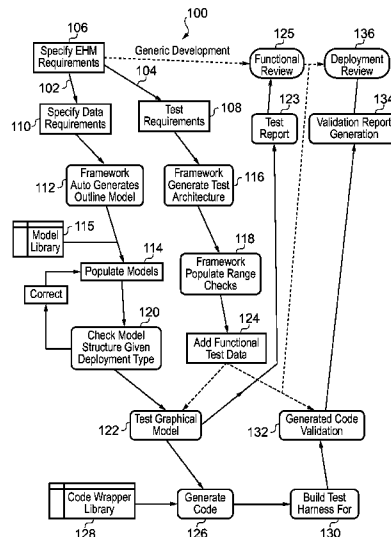 100
106
Specify EHM
Requirements
Generic Development
125
Functional
Review
136
Deployment
Review
102
104
108
123
134
110
Specify Data
Requirements
Test
Requirements
Test
Report
Validation Report
Generation
112
Framework
Auto Generates
Outline Model
Framework
Generate Test
Architecture
116
115
Model
Library
114
Populate Models
118
Framework
Populate Range
Checks
Correct
120
Check Model
Structure Given
Deployment Type
124
Add Functional
Test Data
Test Graphical
Model
122
Generated Code
Validation
132
Code Wrapper
Library
128
Generate
Code
126
Build Test
Harness For
130